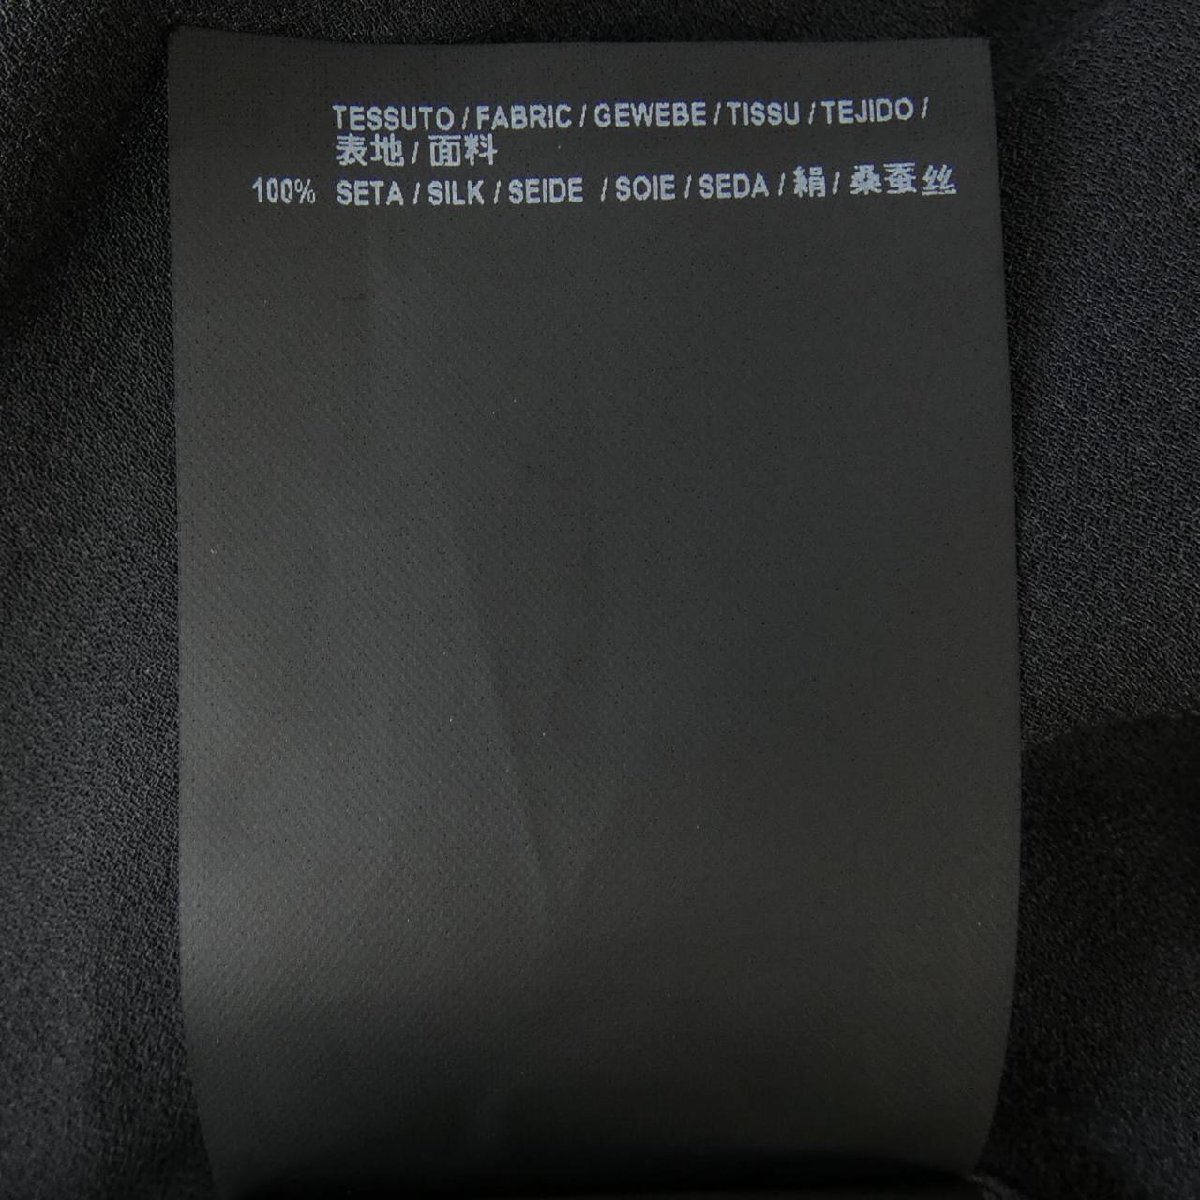 TESSUTO / FABRIC / GEWEBE / TISSU / TEJIDO /
表地 / 面料
100% SETA / SILK / SEIDE / SOIE / SEDA / 絹 / 桑蚕丝